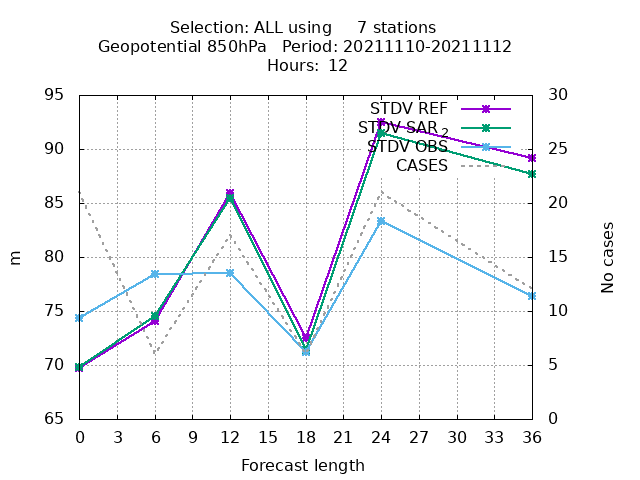 Selection: ALL using     7 stations
Geopotential 850hPa   Period: 20211110-20211112
Hours: 12
95
90
85
80
75
70
65
30
25
20
15
10
5
0
STDV REF
STDV SAR 2
STDV OBS
CASES
m
No cases
0 3 6 9 12 15 18 21 24 27 30 33 36
Forecast length